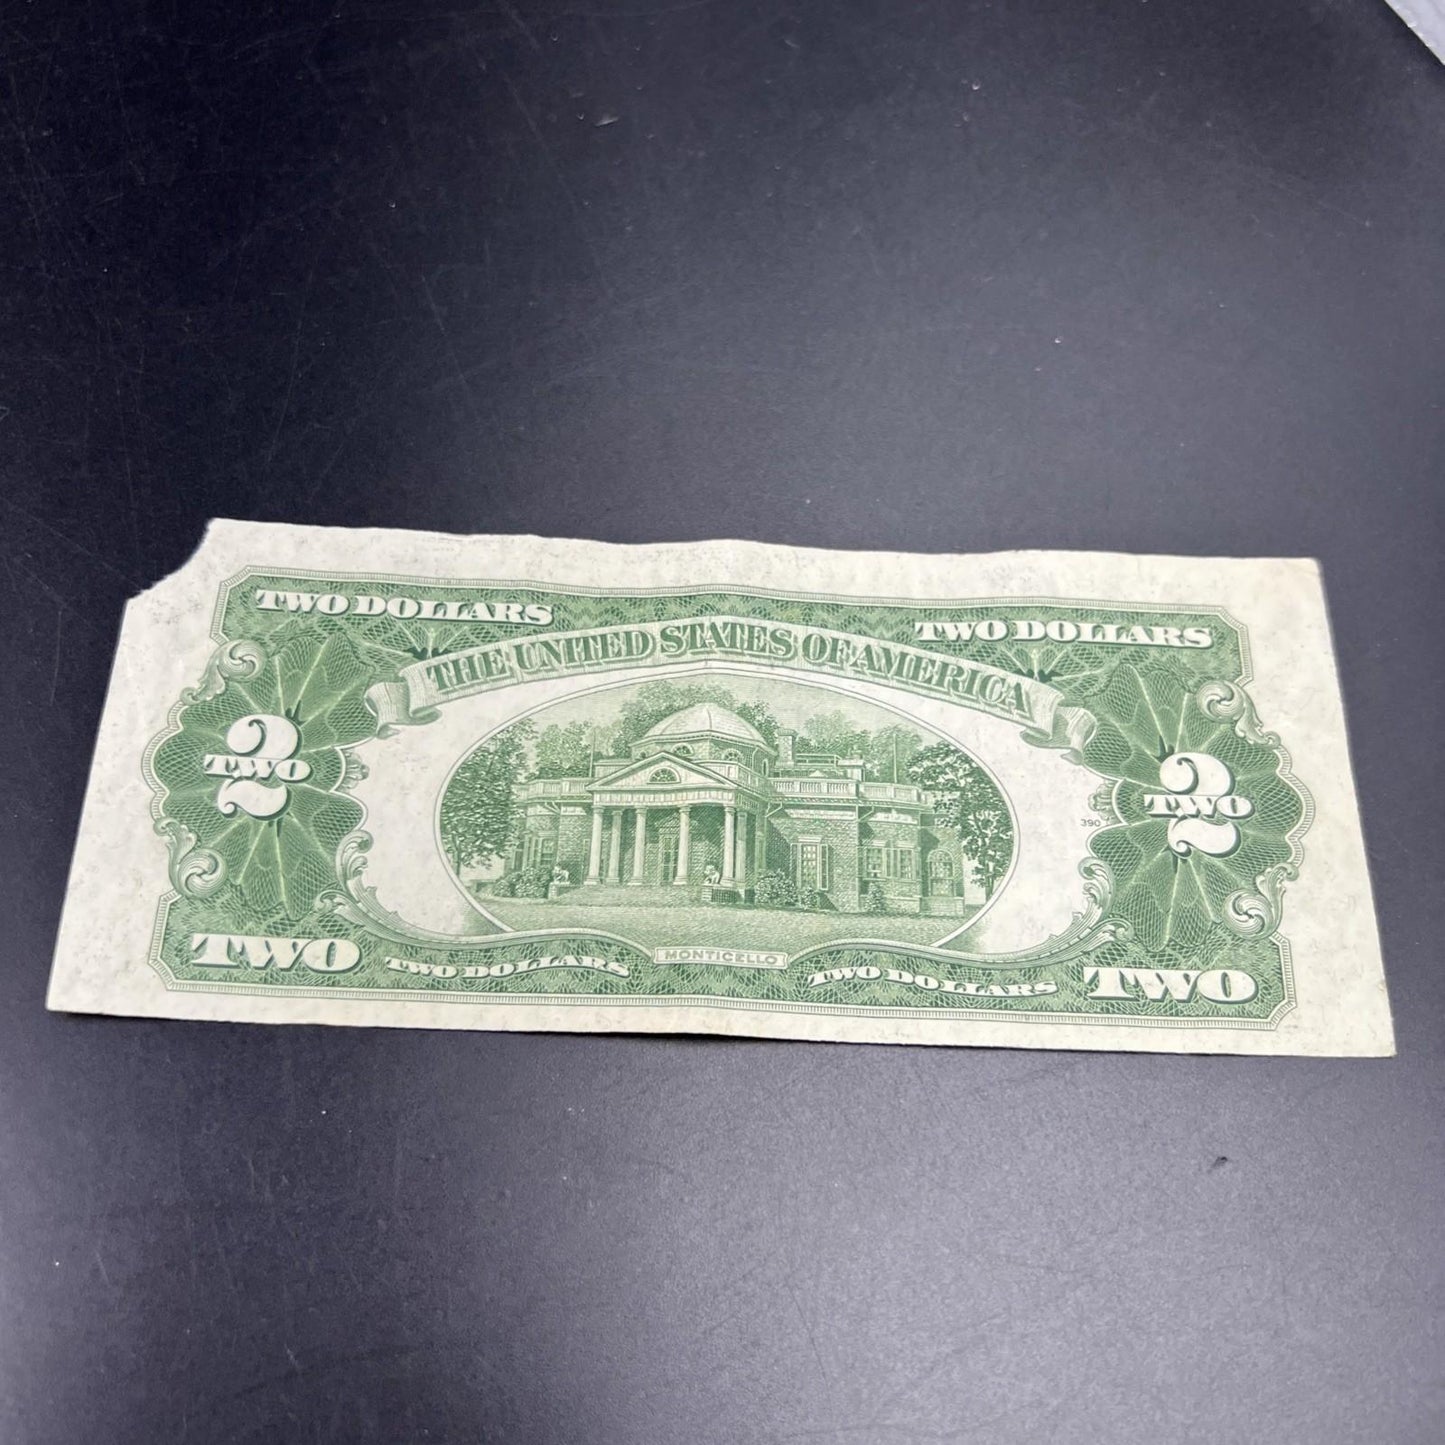 TWO DOLLARS TWO DOLLARS
THE UNITED STATES OF AMERICA
2 TWO
2 TWO
390
MONTICELLO
TWO TWO DOLLARS TWO DOLLARS TWO